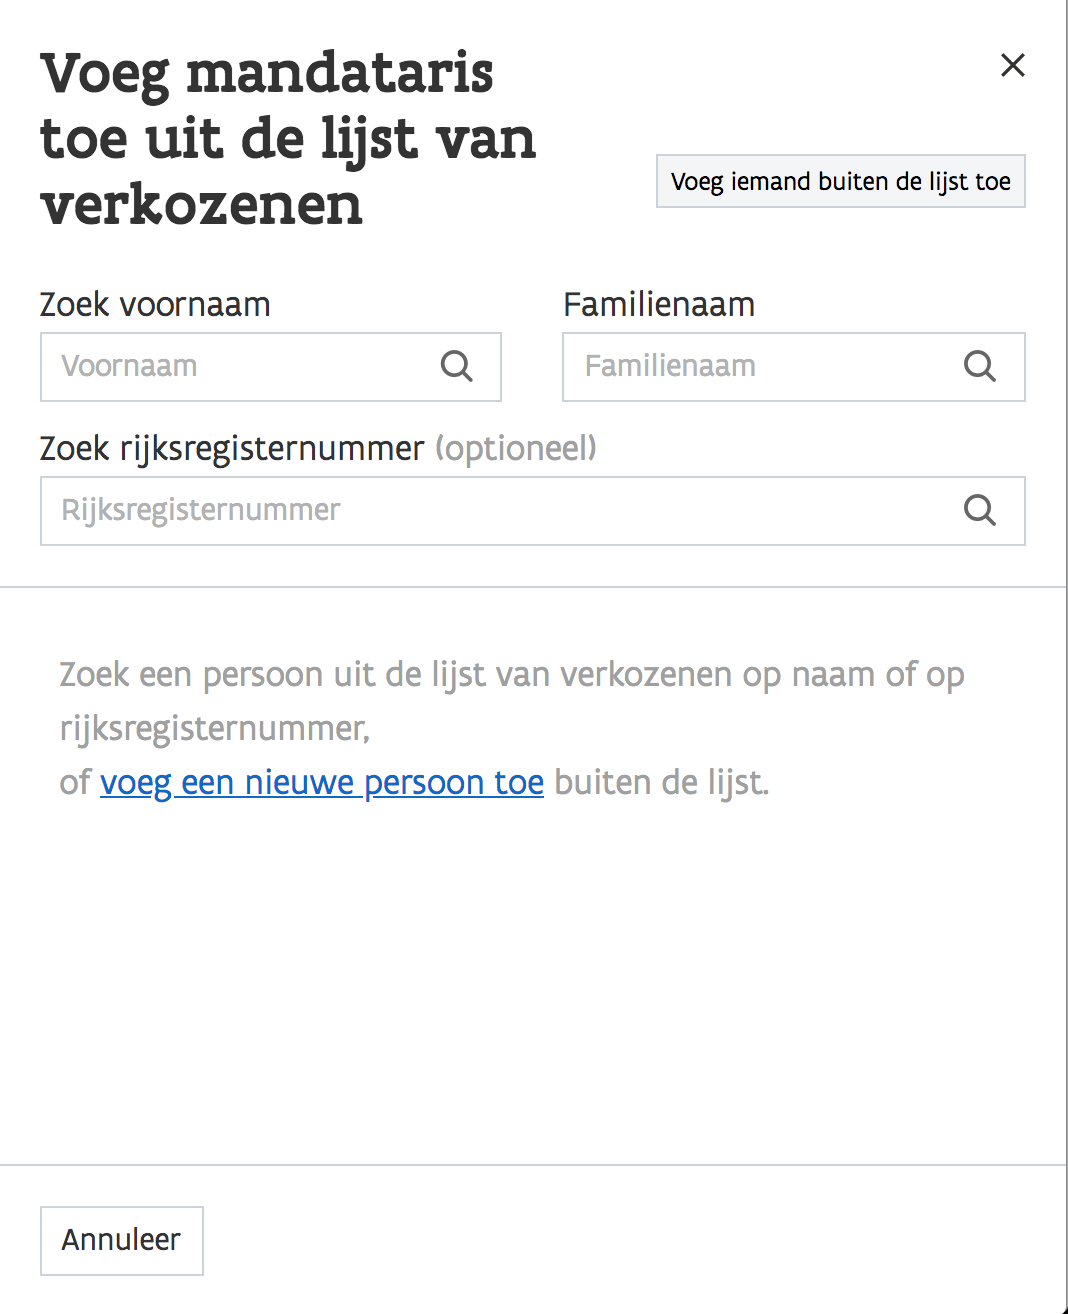 Voeg mandataris
toe uit de lijst van
verkozenen
Voeg iemand buiten de lijst toe
Zoek voornaam
Familienaam
Voornaam
Familienaam
Zoek rijksregisternummer (optioneel)
Rijksregisternummer
Zoek een persoon uit de lijst van verkozenen op naam of op
rijksregisternummer,
of voeg een nieuwe persoon toe buiten de lijst.
Annuleer